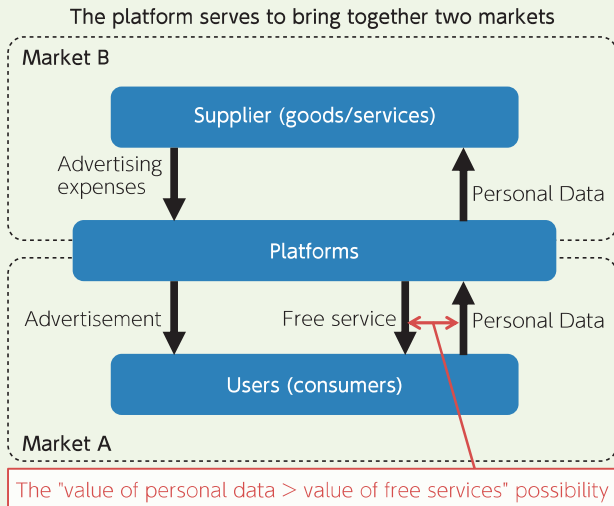 The platform serves to bring together two markets
Market B
Supplier (goods/services)
Advertising
expenses
Personal Data
Platforms
Advertisement
Free service
Personal Data
Users (consumers)
Market A
The "value of personal data > value of free services" possibility